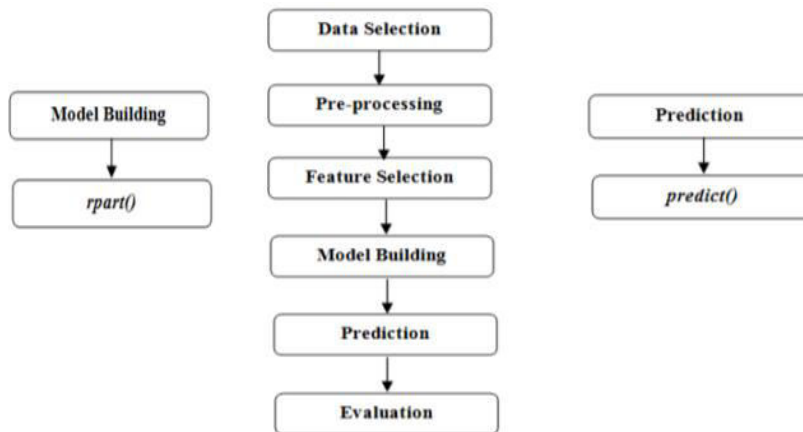 Data Selection
Model Building
Pre-processing
Prediction
rpart()
Feature Selection
predict()
Model Building
Prediction
Evaluation